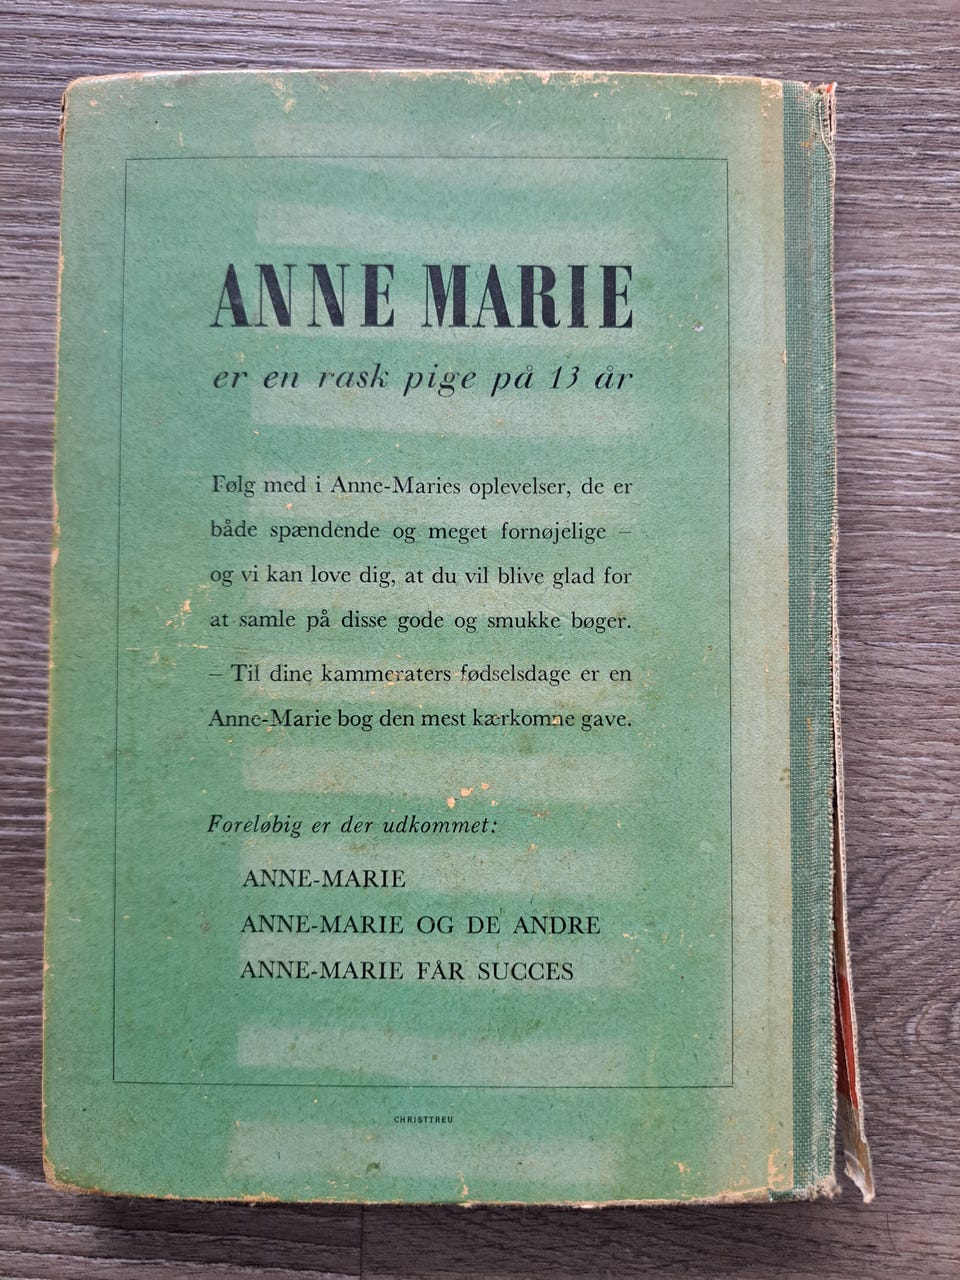 ANNE MARIE
er en rask pige på 13 år
Følg med i Anne-Maries oplevelser, de er
både spændende og meget fornøjelige –
og vi kan love dig, at du vil blive glad for
at samle på disse gode og smukke bøger.
– Til dine kammeraters fødselsdage er en
Anne-Marie bog den mest kærkomne gave.
Foreløbig er der udkommet:
ANNE-MARIE
ANNE-MARIE OG DE ANDRE
ANNE-MARIE FÅR SUCCES
CHRISTTREU